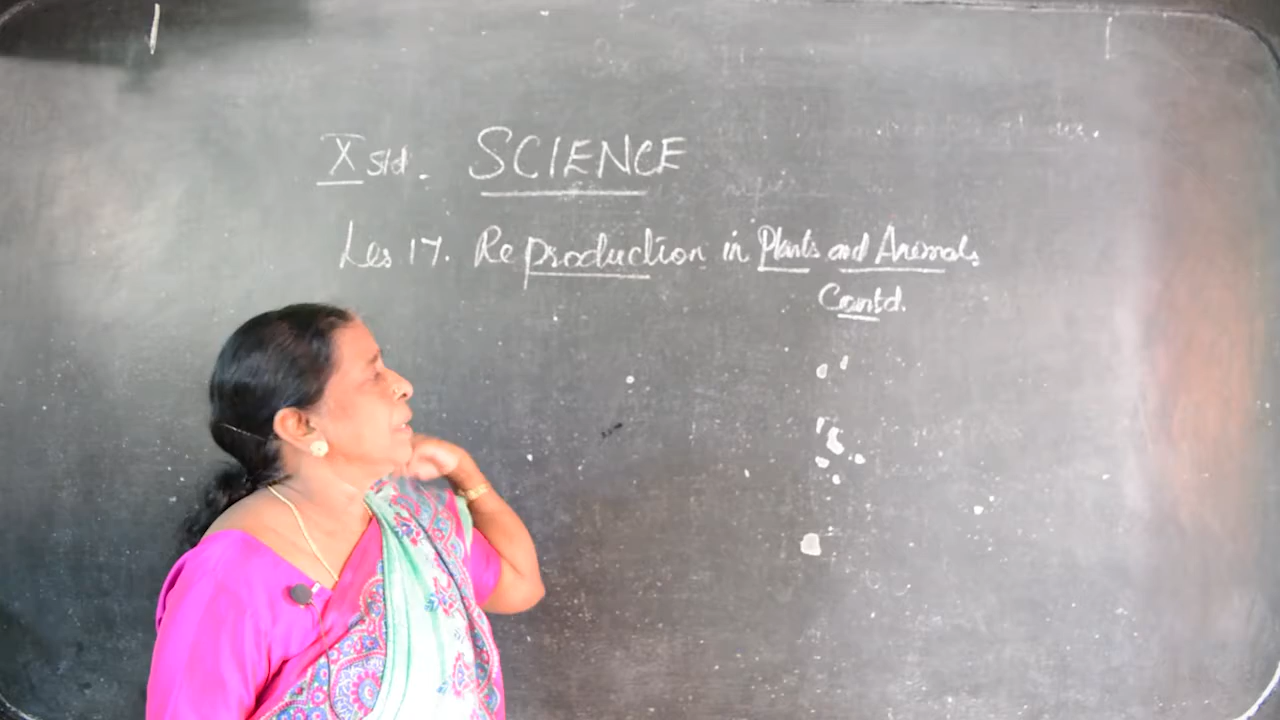 X std. SCIENCE
Les 17. Reproduction in Plants and Animals
Contd.